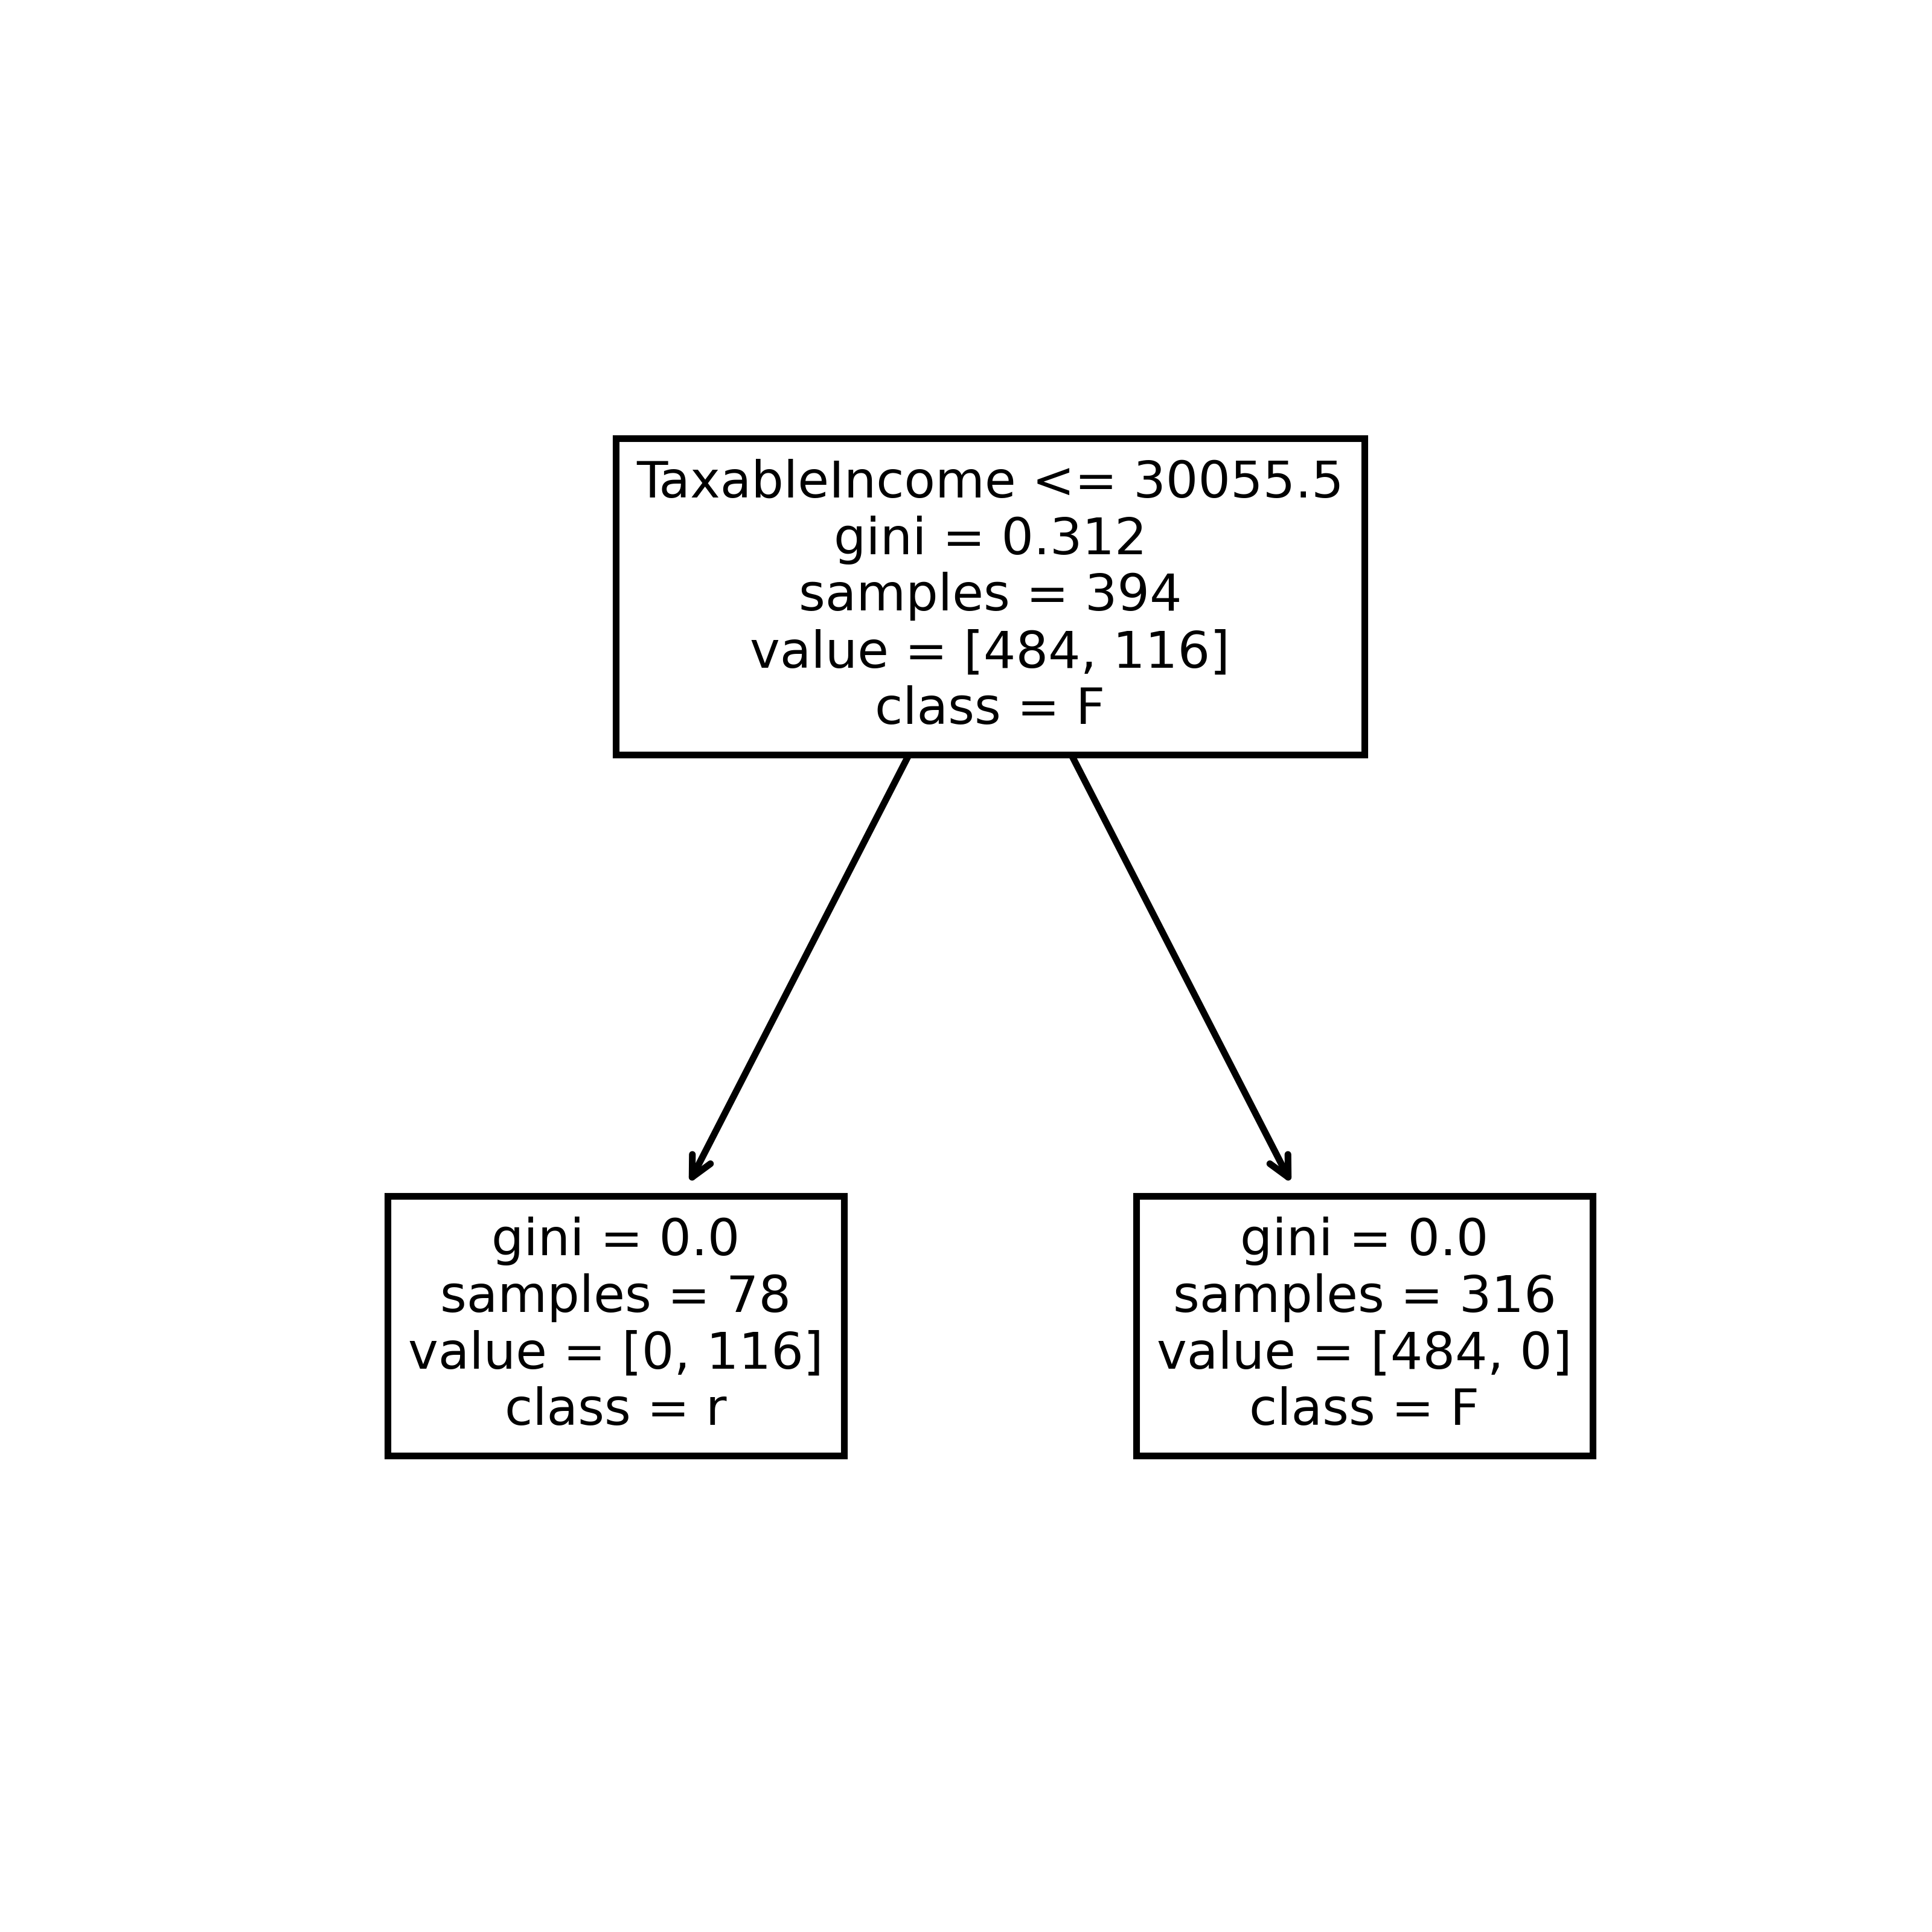 TaxableIncome <= 30055.5
gini = 0.312
samples = 394
value = [484, 116]
class = F
gini = 0.0
samples = 78
value = [0, 116]
class = r
gini = 0.0
samples = 316
value = [484, 0]
class = F